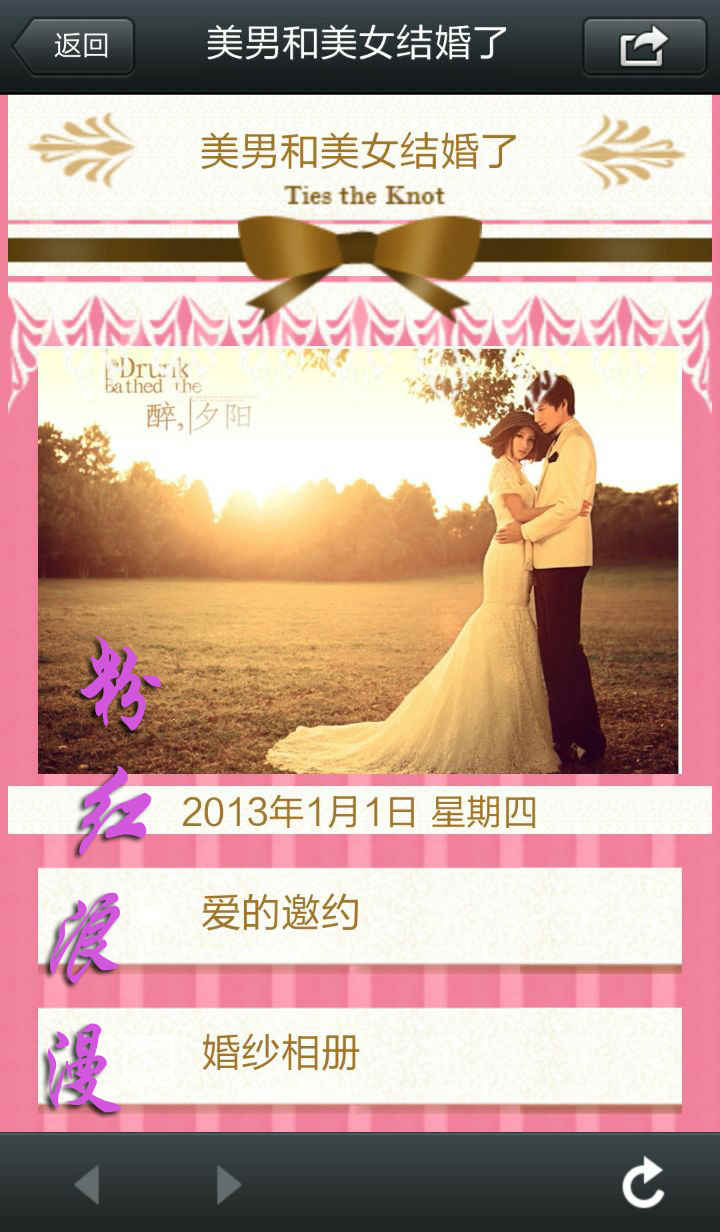 返回
美男和美女结婚了
美男和美女结婚了
Ties the Knot
Drunk
bathed the
醉,夕阳
粉红浪漫
2013年1月1日 星期四
爱的邀约
婚纱相册